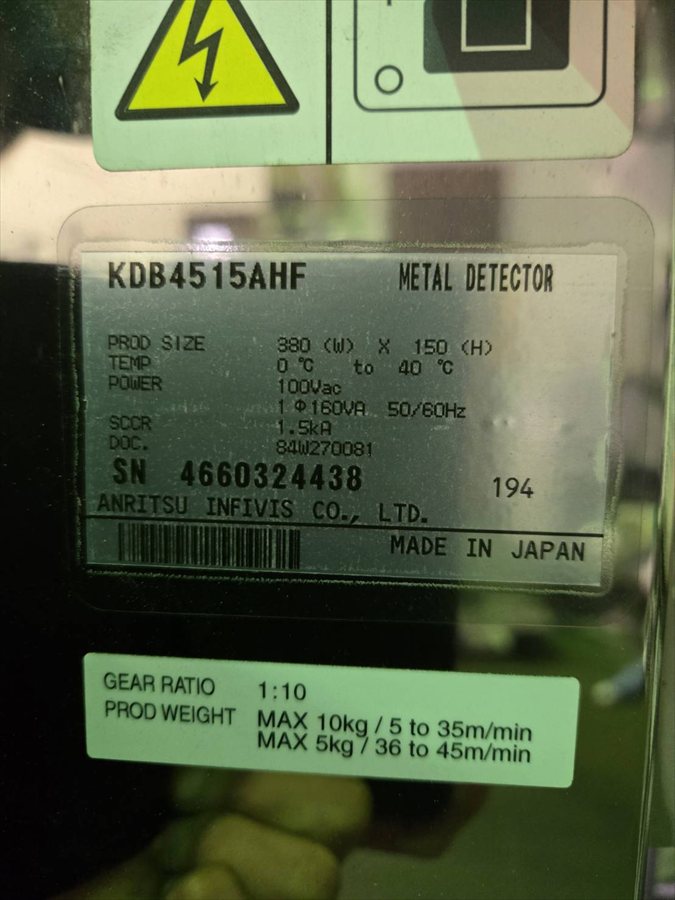 KDB4515AHF METAL DETECTOR
PROD SIZE 380 (W) X 150 (H)
TEMP 0 ℃ to 40 ℃
POWER 100Vac
1 Φ 160VA 50/60Hz
SCCR 1.5kA
DOC. 84W270081
SN 4660324438 194
ANRITSU INFIVIS CO., LTD.
MADE IN JAPAN
GEAR RATIO 1:10
PROD WEIGHT MAX 10kg / 5 to 35m/min
MAX 5kg / 36 to 45m/min